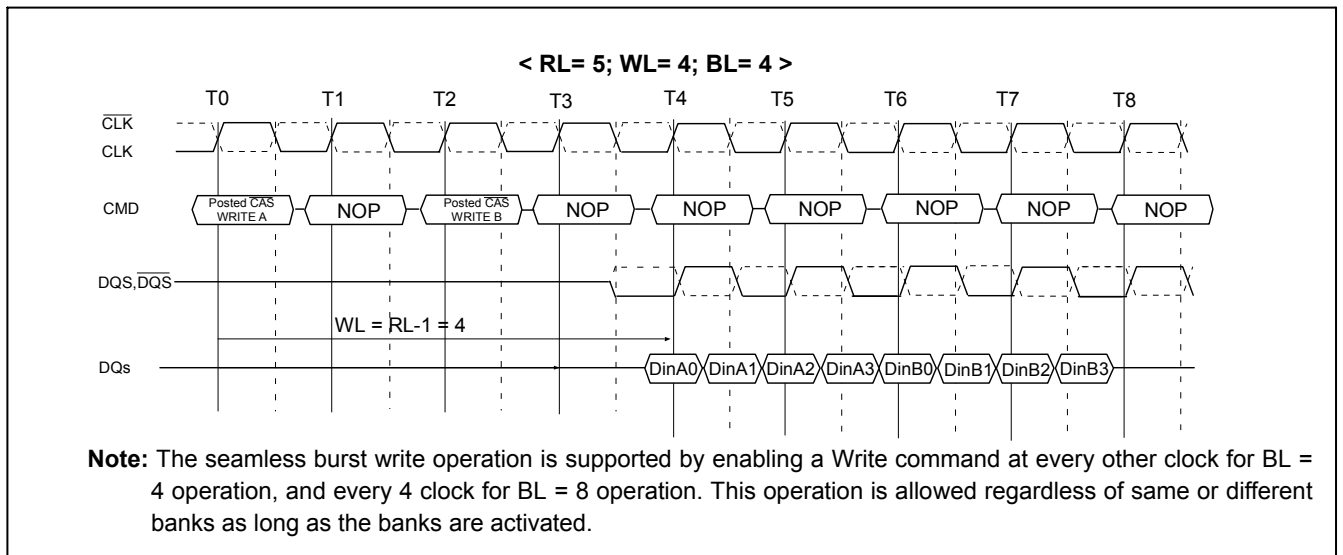 < RL= 5; WL= 4; BL= 4 >
T0 T1 T2 T3 T4 T5 T6 T7 T8
C̅L̅K̅
CLK
CMD
Posted C̅A̅S̅
WRITE A
NOP
Posted C̅A̅S̅
WRITE B
NOP NOP NOP NOP NOP NOP
DQS,D̅Q̅S̅
WL = RL-1 = 4
DQs
DinA0 DinA1 DinA2 DinA3 DinB0 DinB1 DinB2 DinB3
Note: The seamless burst write operation is supported by enabling a Write command at every other clock for BL =
4 operation, and every 4 clock for BL = 8 operation. This operation is allowed regardless of same or different
banks as long as the banks are activated.